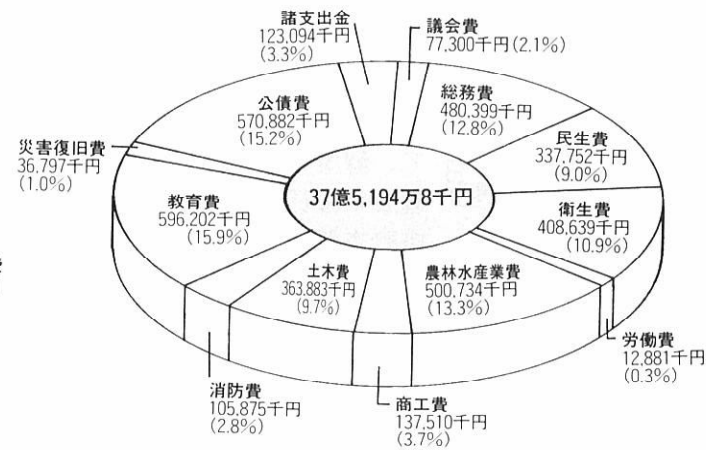 諸支出金
123,094千円
(3.3%)
議会費
77,300千円(2.1%)
総務費
480,399千円
(12.8%)
民生費
337,752千円
(9.0%)
衛生費
408,639千円
(10.9%)
労働費
12,881千円
(0.3%)
農林水産業費
500,734千円
(13.3%)
商工費
137,510千円
(3.7%)
土木費
363,883千円
(9.7%)
消防費
105,875千円
(2.8%)
教育費
596,202千円
(15.9%)
災害復旧費
36,797千円
(1.0%)
公債費
570,882千円
(15.2%)
37億5,194万8千円